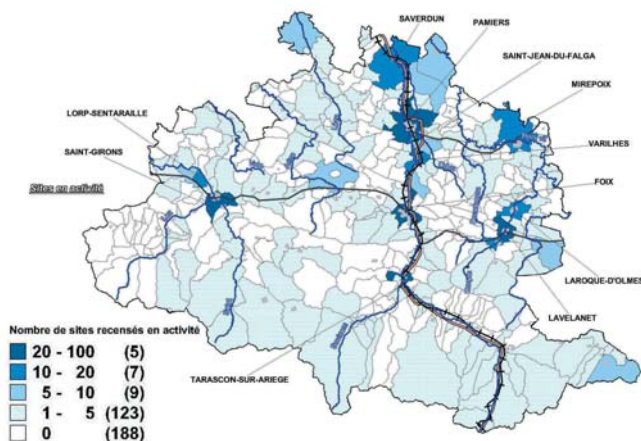 SAVERDUN
PAMIERS
SAINT-JEAN-DU-FALGA
MIREPOIX
LORP-SENTARAILLE
SAINT-GIRONS
VARILHES
Sites en activité
FOIX
LAROQUE-D'OLMES
LAVELANET
TARASCON-SUR-ARIEGE
Nombre de sites recensés en activité
20 - 100 (5)
10 - 20 (7)
5 - 10 (9)
1 - 5 (123)
0 (188)